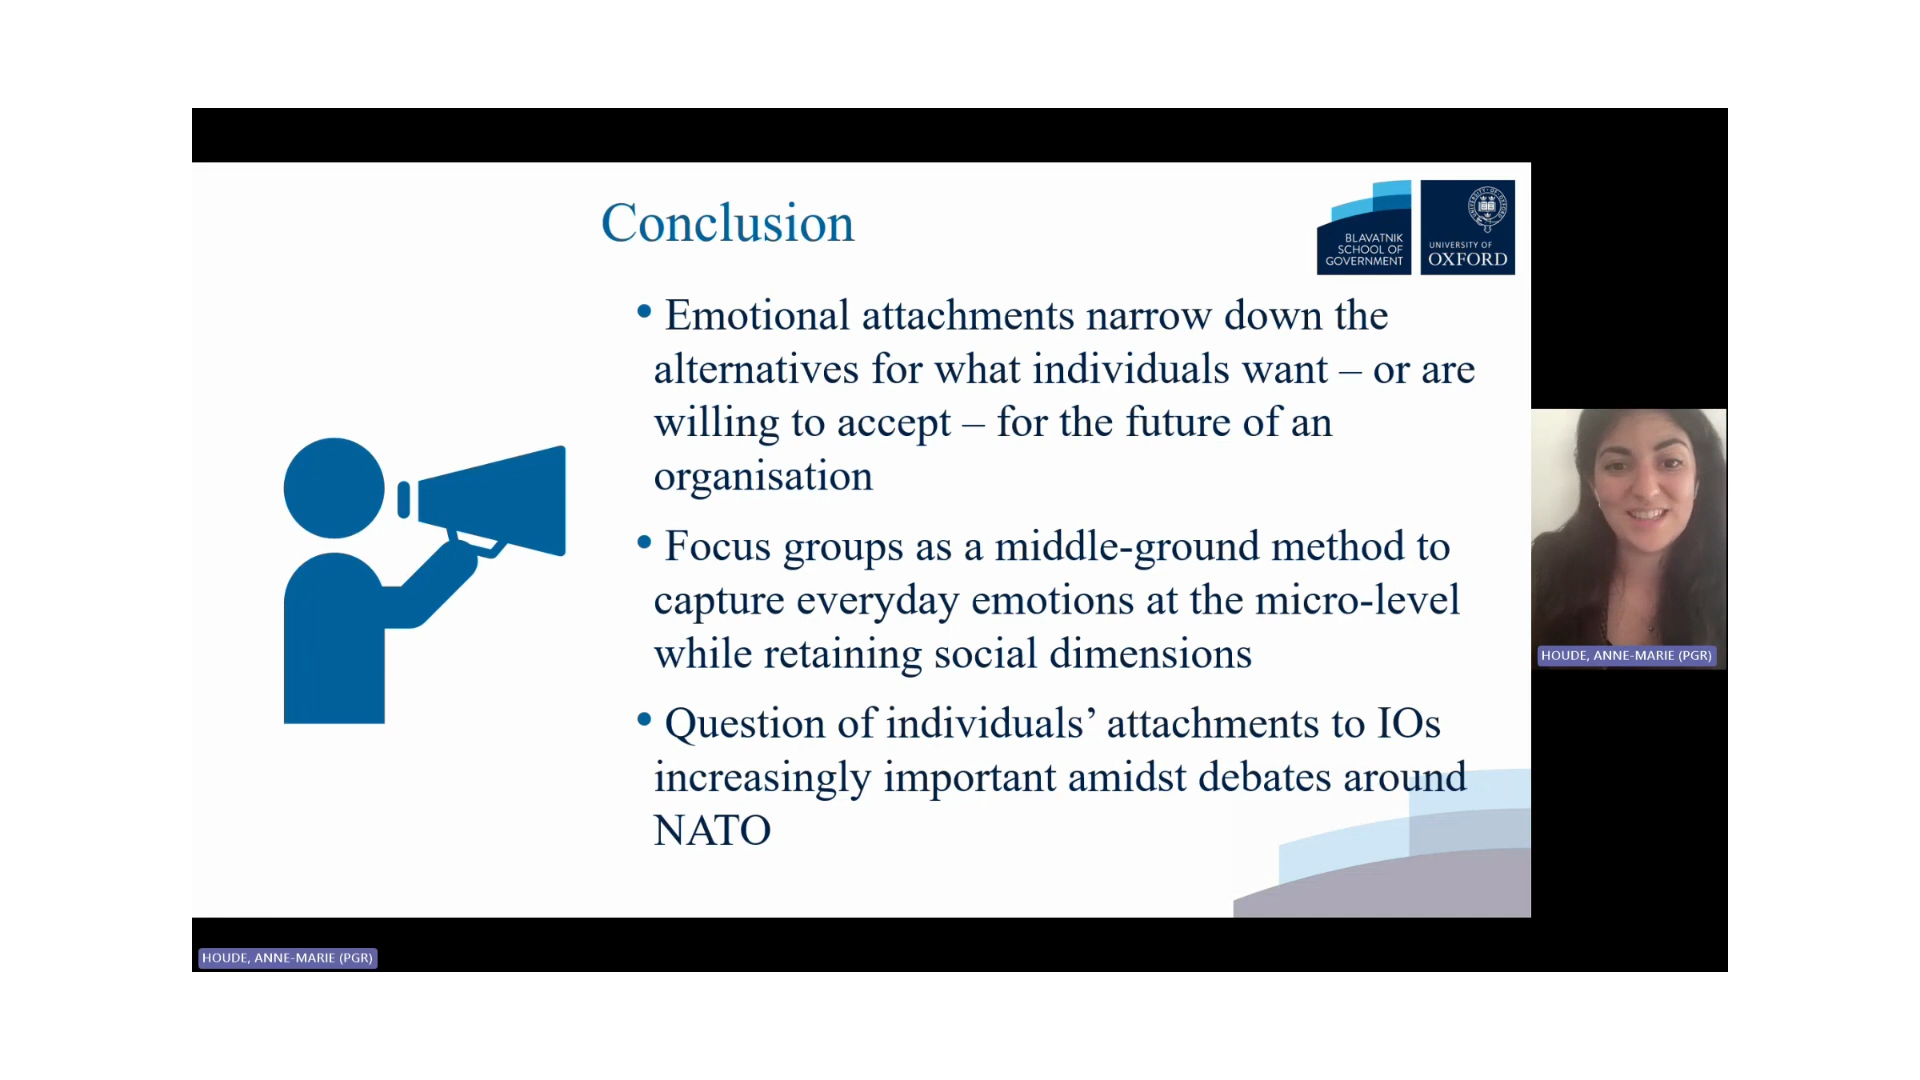 Conclusion
BLAVATNIK
SCHOOL OF
GOVERNMENT
UNIVERSITY OF
OXFORD
• Emotional attachments narrow down the
alternatives for what individuals want – or are
willing to accept – for the future of an
organisation
• Focus groups as a middle-ground method to
capture everyday emotions at the micro-level
while retaining social dimensions
• Question of individuals’ attachments to IOs
increasingly important amidst debates around
NATO
HOUDE, ANNE-MARIE (PGR)
HOUDE, ANNE-MARIE (PGR)